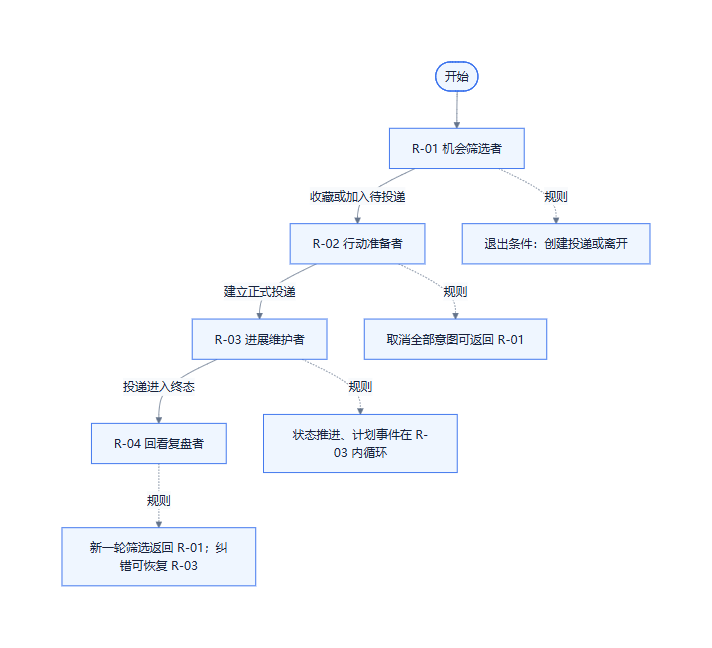 开始
R-01 机会筛选者
收藏或加入待投递
规则
R-02 行动准备者
退出条件：创建投递或离开
建立正式投递
规则
R-03 进展维护者
取消全部意图可返回 R-01
投递进入终态
规则
R-04 回看复盘者
状态推进、计划事件在 R-
03 内循环
规则
新一轮筛选返回 R-01；纠
错可恢复 R-03